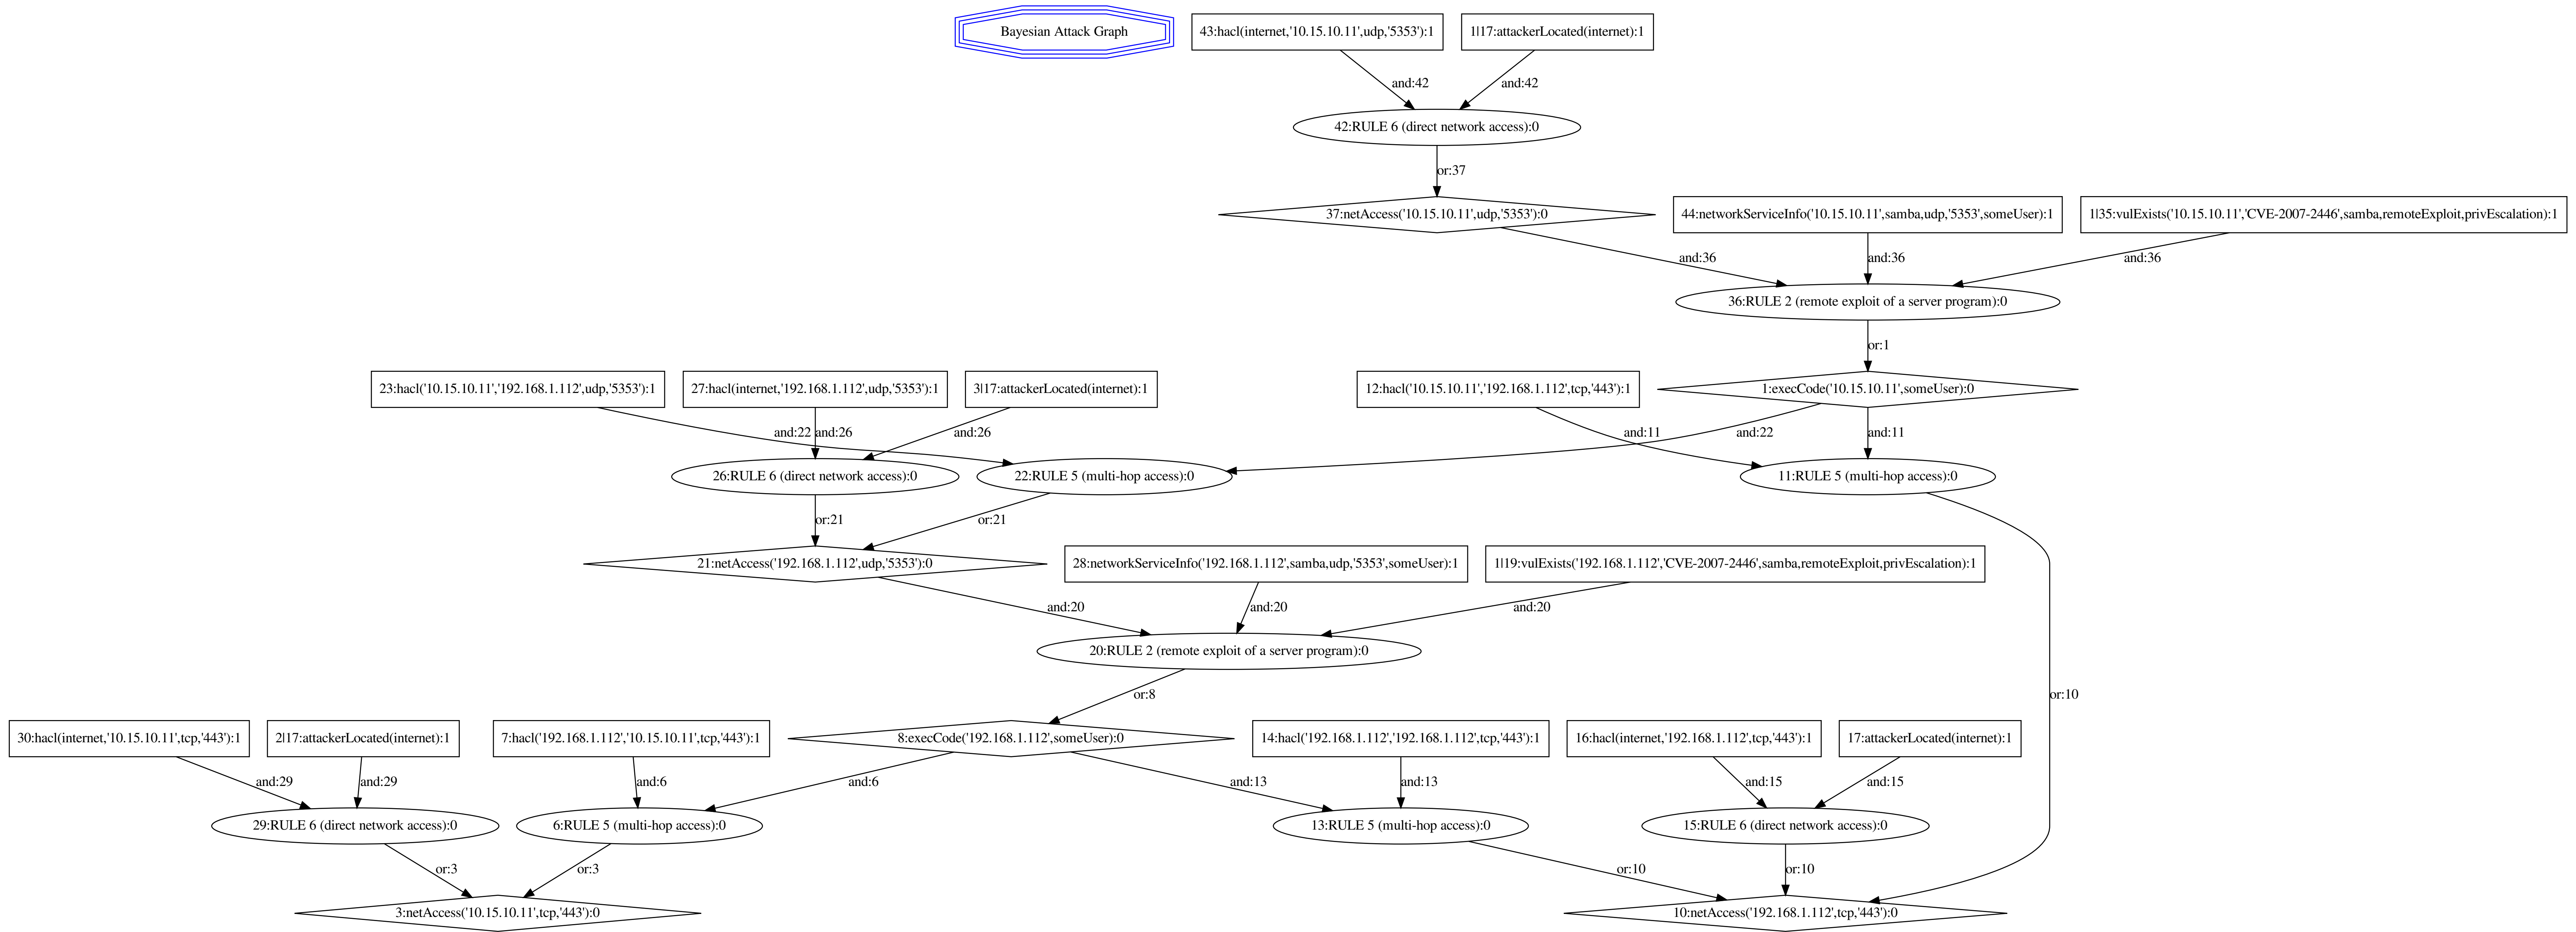 Bayesian Attack Graph
43:hacl(internet,'10.15.10.11',udp,'5353'):1
1|17:attackerLocated(internet):1
and:42
and:42
42:RULE 6 (direct network access):0
or:37
37:netAccess('10.15.10.11',udp,'5353'):0
44:networkServiceInfo('10.15.10.11',samba,udp,'5353',someUser):1
1|35:vulExists('10.15.10.11','CVE-2007-2446',samba,remoteExploit,privEscalation):1
and:36
and:36
and:36
36:RULE 2 (remote exploit of a server program):0
or:1
23:hacl('10.15.10.11','192.168.1.112',udp,'5353'):1
27:hacl(internet,'192.168.1.112',udp,'5353'):1
3|17:attackerLocated(internet):1
12:hacl('10.15.10.11','192.168.1.112',tcp,'443'):1
1:execCode('10.15.10.11',someUser):0
and:22
and:26
and:26
and:11
and:22
and:11
26:RULE 6 (direct network access):0
22:RULE 5 (multi-hop access):0
11:RULE 5 (multi-hop access):0
or:21
or:21
21:netAccess('192.168.1.112',udp,'5353'):0
28:networkServiceInfo('192.168.1.112',samba,udp,'5353',someUser):1
1|19:vulExists('192.168.1.112','CVE-2007-2446',samba,remoteExploit,privEscalation):1
and:20
and:20
and:20
20:RULE 2 (remote exploit of a server program):0
or:8
or:10
30:hacl(internet,'10.15.10.11',tcp,'443'):1
2|17:attackerLocated(internet):1
7:hacl('192.168.1.112','10.15.10.11',tcp,'443'):1
8:execCode('192.168.1.112',someUser):0
14:hacl('192.168.1.112','192.168.1.112',tcp,'443'):1
16:hacl(internet,'192.168.1.112',tcp,'443'):1
17:attackerLocated(internet):1
and:29
and:29
and:6
and:6
and:13
and:13
and:15
and:15
29:RULE 6 (direct network access):0
6:RULE 5 (multi-hop access):0
13:RULE 5 (multi-hop access):0
15:RULE 6 (direct network access):0
or:3
or:3
or:10
or:10
3:netAccess('10.15.10.11',tcp,'443'):0
10:netAccess('192.168.1.112',tcp,'443'):0